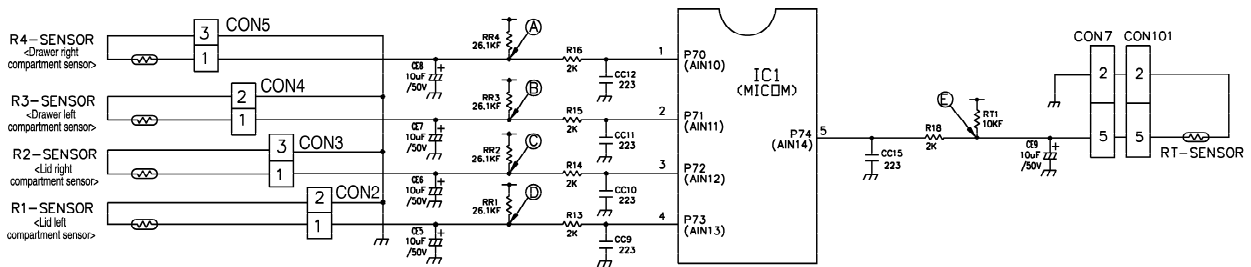 R4-SENSOR
<Drawer right
compartment sensor>
3
1
CON5
CE8
10uF
/50V
RR4
26.1KF
A
R16
2K
CC12
223
1
P70
(AIN10)
R3-SENSOR
<Drawer left
compartment sensor>
2
1
CON4
CE7
10uF
/50V
RR3
26.1KF
B
R15
2K
CC11
223
2
P71
(AIN11)
R2-SENSOR
<Lid right
compartment sensor>
3
1
CON3
CE6
10uF
/50V
RR2
26.1KF
C
R14
2K
CC10
223
3
P72
(AIN12)
R1-SENSOR
<Lid left
compartment sensor>
2
1
CON2
CE5
10uF
/50V
RR1
26.1KF
D
R13
2K
CC9
223
4
P73
(AIN13)
IC1
(MICOM)
P74
(AIN14)
5
CC15
223
R18
2K
E
RT1
10KF
CE9
10uF
/50V
CON7
2
5
CON101
2
5
RT-SENSOR